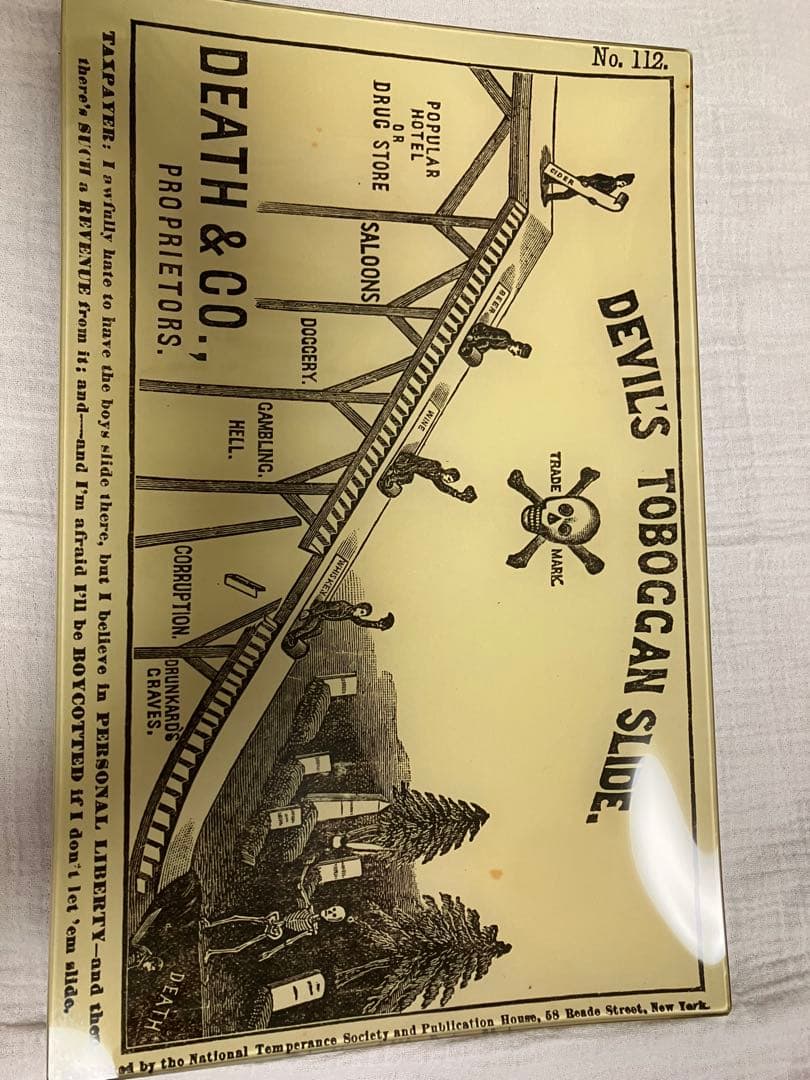 No. 112.
DEVIL'S TOBOGGAN SLIDE.
TRADE MARK
CIDER
BEER
WINE
WHISKEY
POPULAR
HOTEL
OR
DRUG STORE
SALOONS
DOGGERY.
GAMBLING.
HELL.
CORRUPTION.
DRUNKARD'S
GRAVES.
DEATH & CO.,
PROPRIETORS.
DEATH
TAXPAYER: I awfully hate to have the boys slide there, but I believe in PERSONAL LIBERTY—and then
there's SUCH a REVENUE from it; and—and I'm afraid I'll be BOYCOTTED if I don't let 'em slide.
by the National Temperance Society and Publication House, 58 Reade Street, New York.